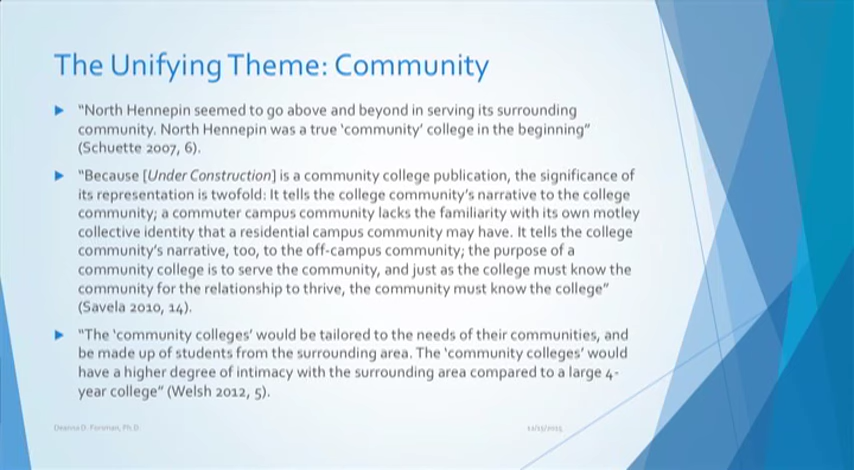 The Unifying Theme: Community
"North Hennepin seemed to go above and beyond in serving its surrounding
community. North Hennepin was a true 'community' college in the beginning"
(Schuette 2007, 6).
"Because [Under Construction] is a community college publication, the significance of
its representation is twofold: It tells the college community's narrative to the college
community; a commuter campus community lacks the familiarity with its own motley
collective identity that a residential campus community may have. It tells the college
community's narrative, too, to the off-campus community; the purpose of a
community college is to serve the community, and just as the college must know the
community for the relationship to thrive, the community must know the college"
(Savela 2010, 14).
"The 'community colleges' would be tailored to the needs of their communities, and
be made up of students from the surrounding area. The 'community colleges' would
have a higher degree of intimacy with the surrounding area compared to a large 4-
year college" (Welsh 2012, 5).
Deanna D. Forsman, Ph.D.